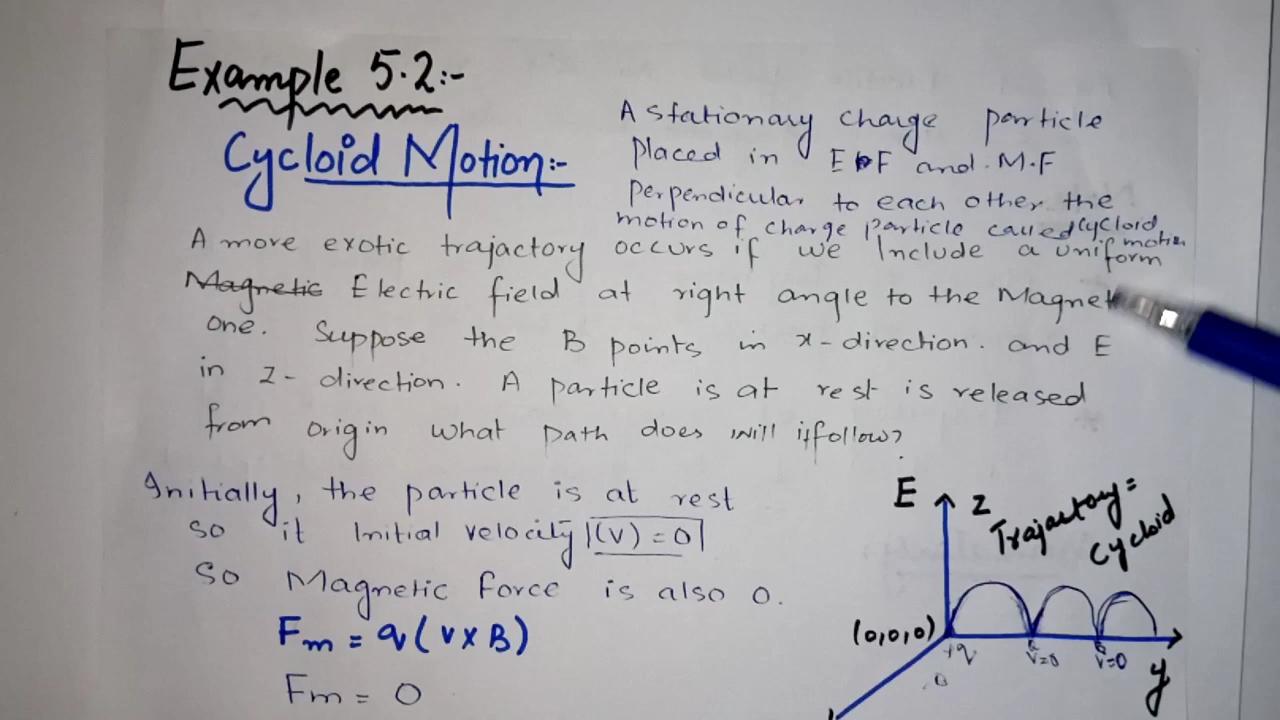 Example 5.2:-
Cycloid Motion:-
A stationary charge particle
Placed in E F and M.F
Perpendicular to each other the
motion of charge particle called cycloid
motion
A more exotic trajactory occurs if we Include a uniform
Magnetic Electric field at right angle to the Magnet
one. Suppose the B points in x-direction. and E
in z-direction. A particle is at rest is released
from origin what path does will it follow?
Initially, the particle is at rest
so it Initial velocity |(v) = 0|
So Magnetic force is also 0.
Fm = q(v×B)
Fm = 0
E
z
Trajactory =
Cycloid
(0,0,0)
+q
v=0
v=0
y